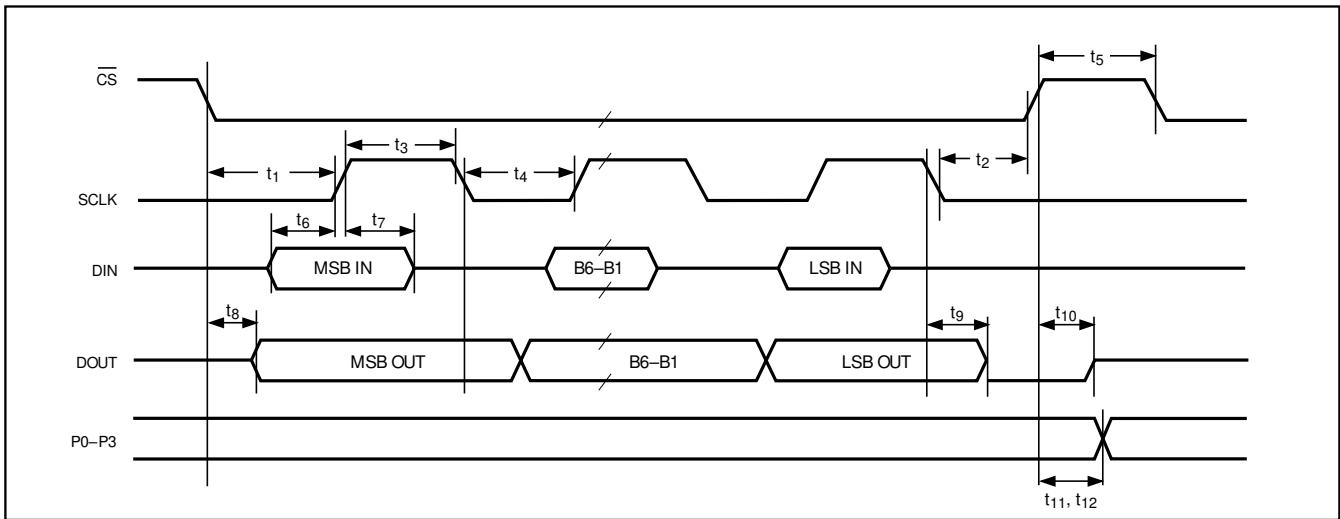 CS
t5
t3
t2
t1
t4
SCLK
t6
t7
DIN
MSB IN
B6–B1
LSB IN
t8
t9
t10
DOUT
MSB OUT
B6–B1
LSB OUT
P0–P3
t11, t12